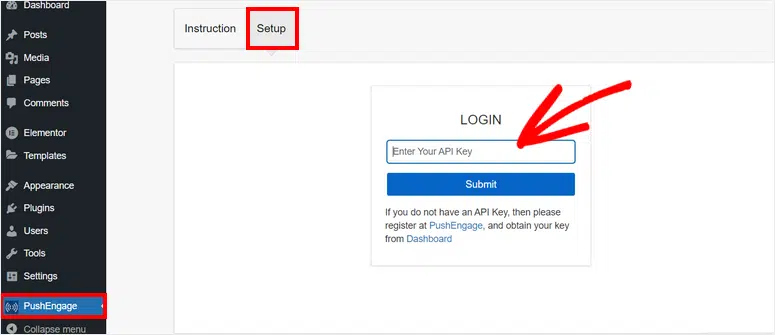 Dashboard
Posts
Media
Pages
Comments
Elementor
Templates
Appearance
Plugins
Users
Tools
Settings
PushEngage
Collapse menu
Instruction
Setup
LOGIN
Enter Your API Key
Submit
If you do not have an API Key, then please
register at PushEngage, and obtain your key
from Dashboard